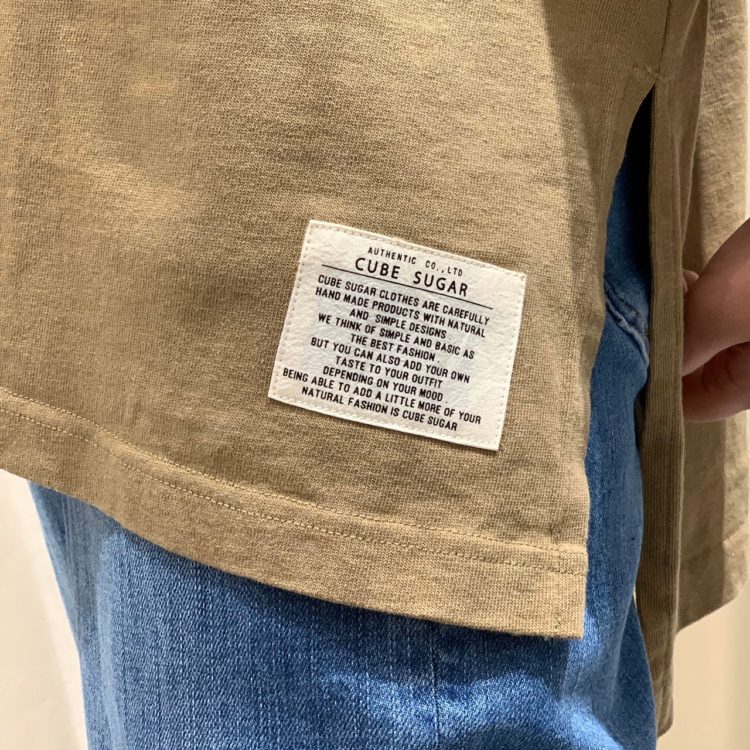 AUTHENTIC CO.,LTD
CUBE SUGAR
CUBE SUGAR CLOTHES ARE CAREFULLY
HAND MADE PRODUCTS WITH NATURAL
AND SIMPLE DESIGNS
WE THINK OF SIMPLE AND BASIC AS
THE BEST FASHION.
BUT YOU CAN ALSO ADD YOUR OWN
TASTE TO YOUR OUTFIT
DEPENDING ON YOUR MOOD.
BEING ABLE TO ADD A LITTLE MORE OF YOUR
NATURAL FASHION IS CUBE SUGAR